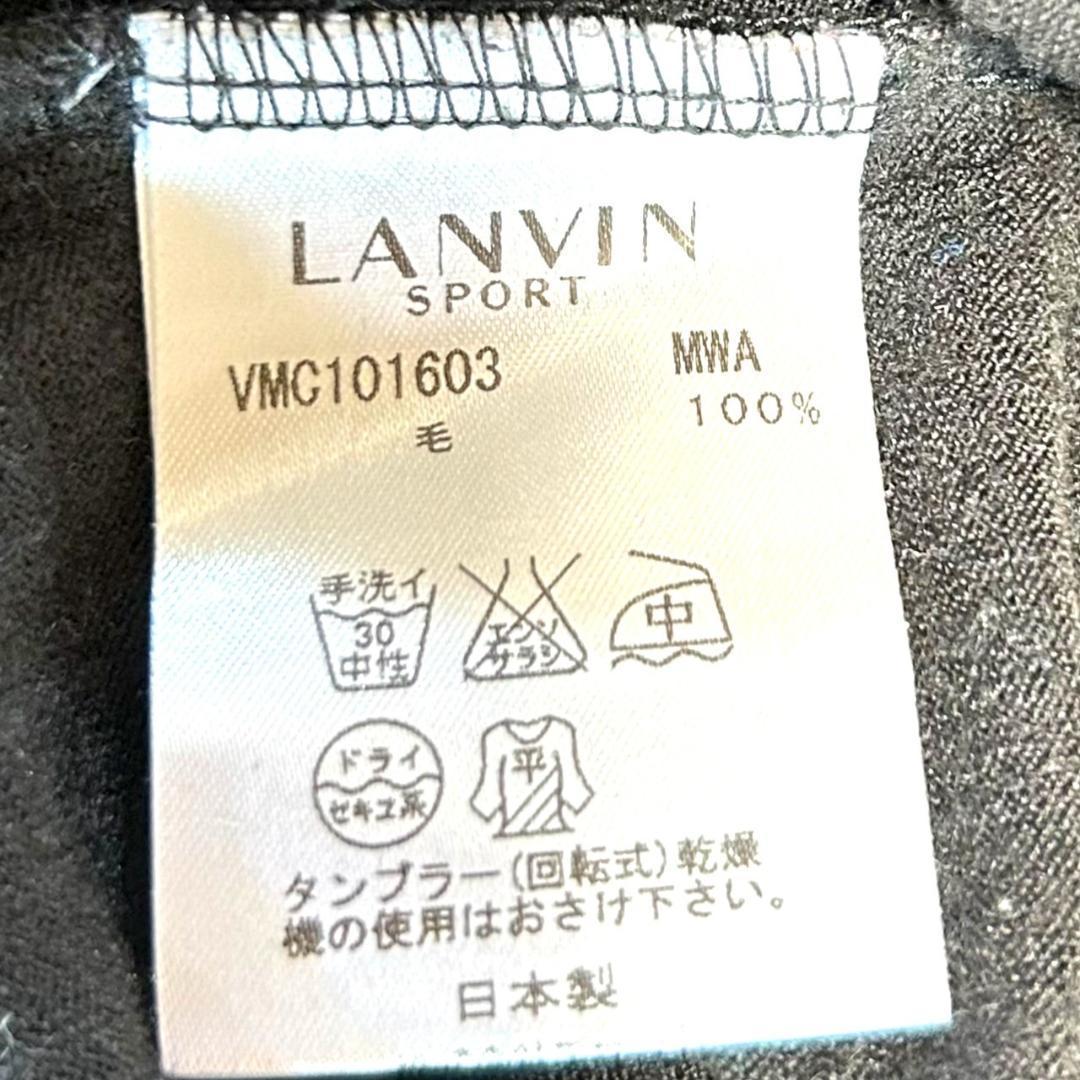 LANVIN
SPORT
VMC101603 MWA
毛 100%
手洗イ
30
中性
エンソ
サラシ
中
ドライ
セキユ系
平
タンブラー(回転式)乾燥
機の使用はおさけ下さい。
日本製